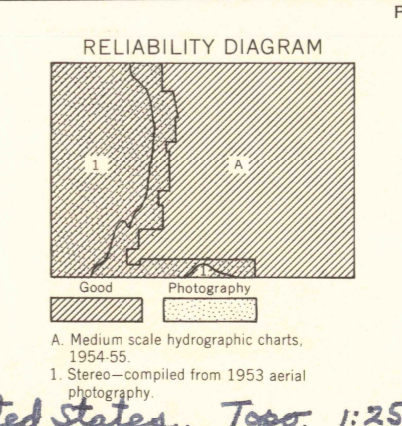 RELIABILITY DIAGRAM
1
A
1
Good Photography
A. Medium scale hydrographic charts,
1954-55.
1. Stereo—compiled from 1953 aerial
photography.
States, Topo, 1:25